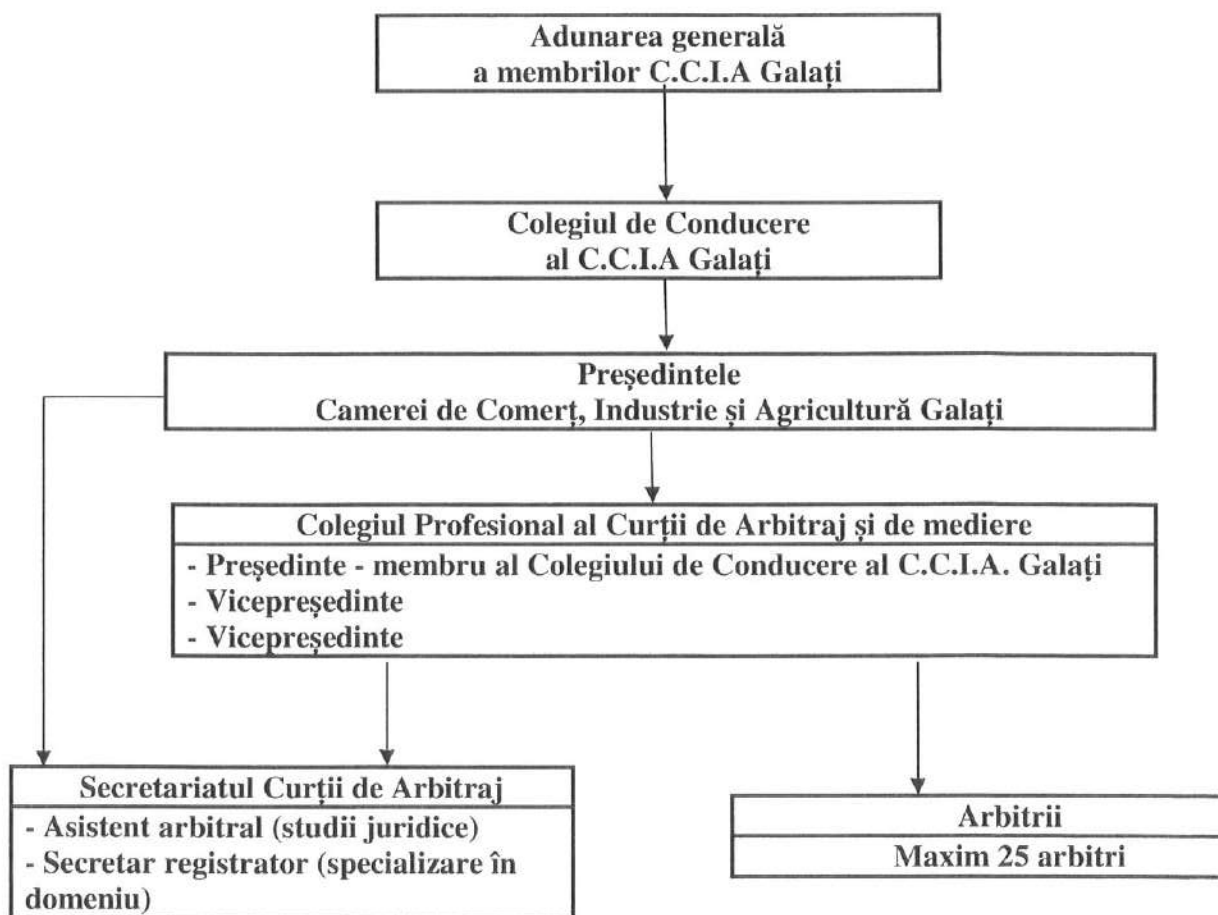 Adunarea generală
a membrilor C.C.I.A Galați
Colegiul de Conducere
al C.C.I.A Galați
Președintele
Camerei de Comerț, Industrie și Agricultură Galați
Colegiul Profesional al Curții de Arbitraj și de mediere
- Președinte - membru al Colegiului de Conducere al C.C.I.A. Galați
- Vicepreședinte
- Vicepreședinte
Secretariatul Curții de Arbitraj
- Asistent arbitral (studii juridice)
- Secretar registrator (specializare în
domeniu)
Arbitrii
Maxim 25 arbitri